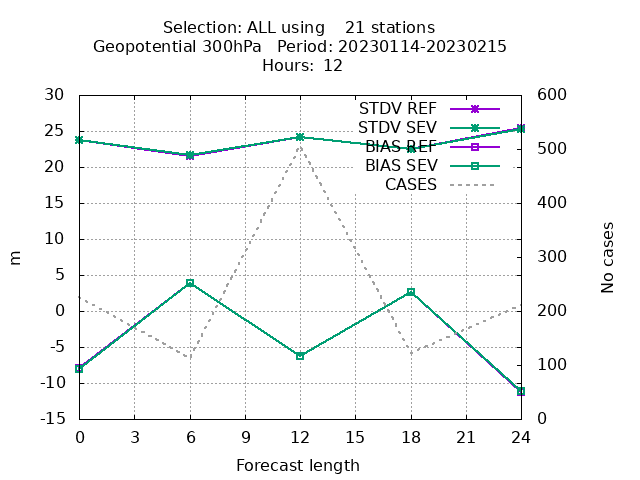 Selection: ALL using    21 stations
Geopotential 300hPa   Period: 20230114-20230215
Hours: 12
30
25
20
15
10
5
0
-5
-10
-15
m
600
500
400
300
200
100
0
No cases
STDV REF
STDV SEV
BIAS REF
BIAS SEV
CASES
0 3 6 9 12 15 18 21 24
Forecast length